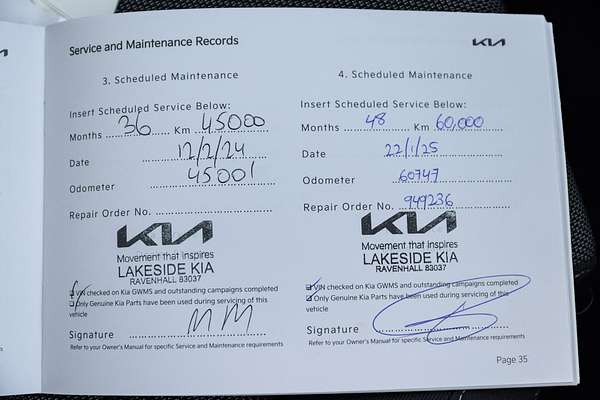 Service and Maintenance Records
KIA
3. Scheduled Maintenance
Insert Scheduled Service Below:
Months 36 Km 45000
Date 12/2/24
Odometer 45001
Repair Order No.
KIA
Movement that inspires
LAKESIDE KIA
RAVENHALL 83037
VIN checked on Kia GWMS and outstanding campaigns completed
Only Genuine Kia Parts have been used during servicing of this
vehicle
Signature
Refer to your Owner's Manual for specific Service and Maintenance requirements
4. Scheduled Maintenance
Insert Scheduled Service Below:
Months 48 Km 60,000
Date 22/1/25
Odometer 60747
Repair Order No. 949236
KIA
Movement that inspires
LAKESIDE KIA
RAVENHALL 83037
VIN checked on Kia GWMS and outstanding campaigns completed
Only Genuine Kia Parts have been used during servicing of this
vehicle
Signature
Refer to your Owner's Manual for specific Service and Maintenance requirements
Page 35